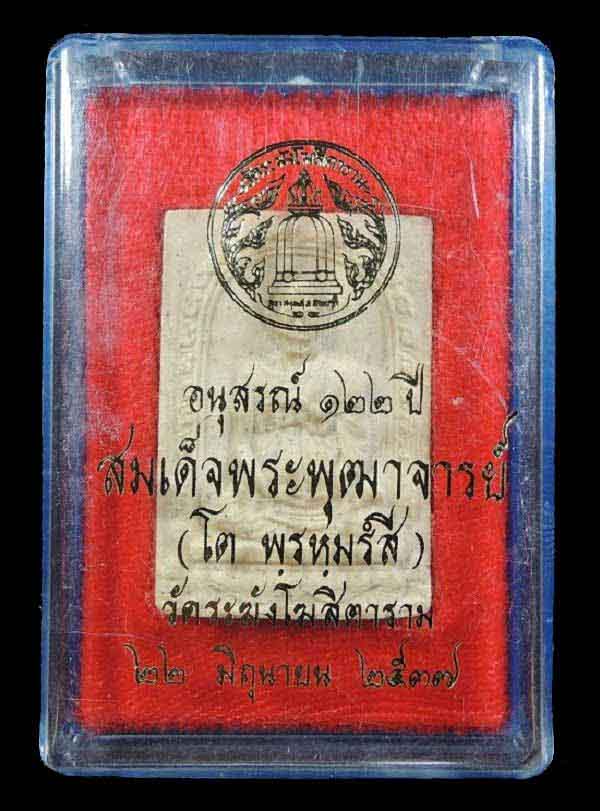 อนุสรณ์ ๑๒๒ ปี
สมเด็จพระพุฒาจารย์
(โต พฺรหฺมรํสี)
วัดระฆังโฆสิตาราม
๒๒ มิถุนายน ๒๕๓๗